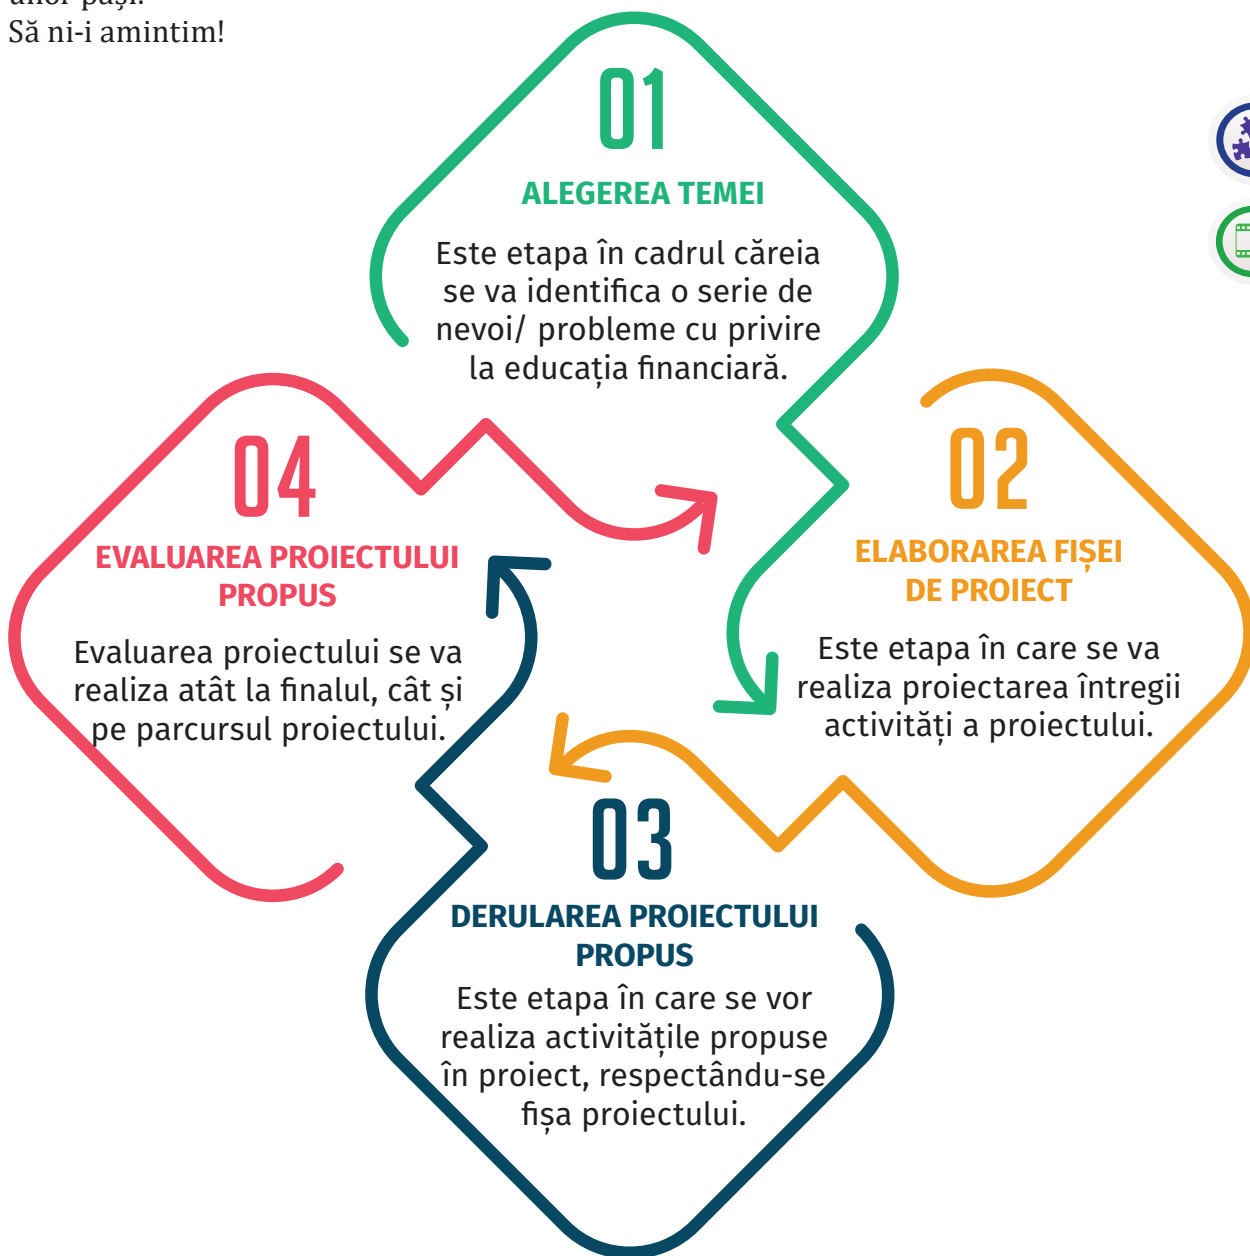 Să ni-i amintim!
01
ALEGEREA TEMEI
Este etapa în cadrul căreia
se va identifica o serie de
nevoi/ probleme cu privire
la educația financiară.
02
ELABORAREA FIȘEI
DE PROIECT
Este etapa în care se va
realiza proiectarea întregii
activități a proiectului.
03
DERULAREA PROIECTULUI
PROPUS
Este etapa în care se vor
realiza activitățile propuse
în proiect, respectându-se
fișa proiectului.
04
EVALUAREA PROIECTULUI
PROPUS
Evaluarea proiectului se va
realiza atât la finalul, cât și
pe parcursul proiectului.